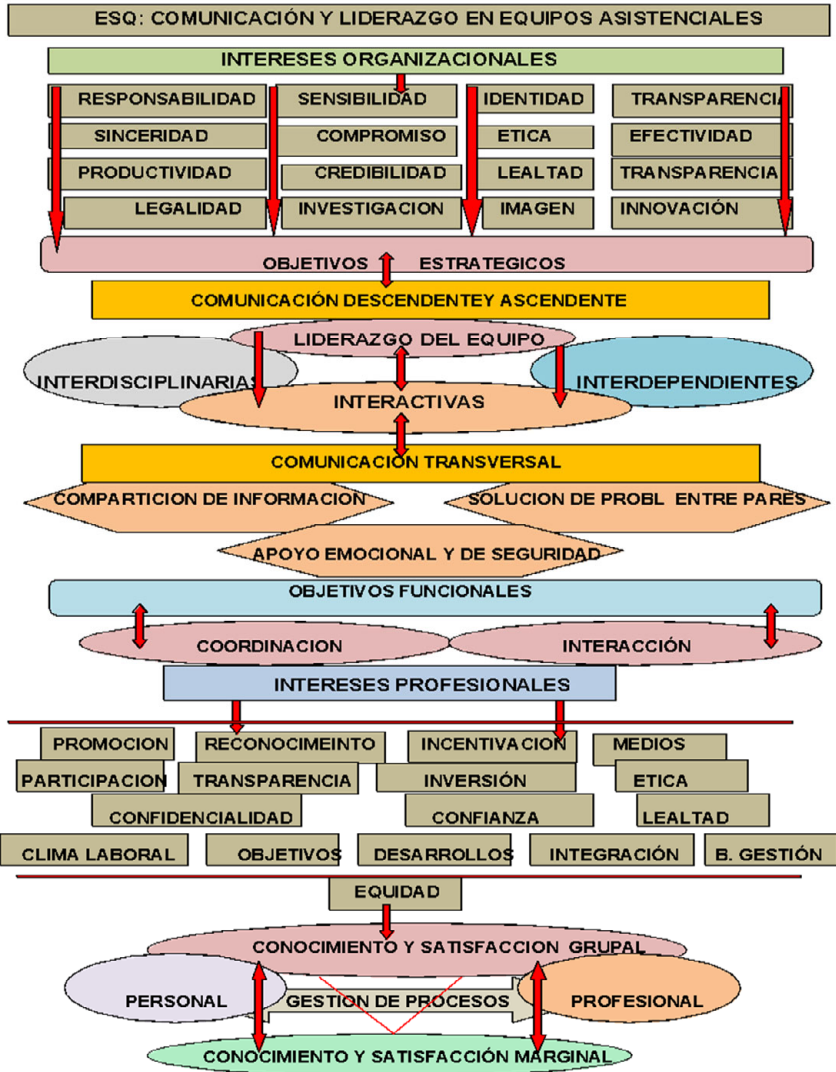 ESQ: COMUNICACIÓN Y LIDERAZGO EN EQUIPOS ASISTENCIALES
INTERESES ORGANIZACIONALES
RESPONSABILIDAD SENSIBILIDAD IDENTIDAD TRANSPARENCIA
SINCERIDAD COMPROMISO ETICA EFECTIVIDAD
PRODUCTIVIDAD CREDIBILIDAD LEALTAD TRANSPARENCIA
LEGALIDAD INVESTIGACION IMAGEN INNOVACIÓN
OBJETIVOS ESTRATEGICOS
COMUNICACIÓN DESCENDENTEY ASCENDENTE
LIDERAZGO DEL EQUIPO
INTERDISCIPLINARIAS INTERDEPENDIENTES
INTERACTIVAS
COMUNICACIÓN TRANSVERSAL
COMPARTICION DE INFORMACION SOLUCION DE PROBL ENTRE PARES
APOYO EMOCIONAL Y DE SEGURIDAD
OBJETIVOS FUNCIONALES
COORDINACION INTERACCIÓN
INTERESES PROFESIONALES
PROMOCION RECONOCIMEINTO INCENTIVACION MEDIOS
PARTICIPACION TRANSPARENCIA INVERSIÓN ETICA
CONFIDENCIALIDAD CONFIANZA LEALTAD
CLIMA LABORAL OBJETIVOS DESARROLLOS INTEGRACIÓN B. GESTIÓN
EQUIDAD
CONOCIMIENTO Y SATISFACCION GRUPAL
PERSONAL GESTION DE PROCESOS PROFESIONAL
CONOCIMIENTO Y SATISFACCIÓN MARGINAL